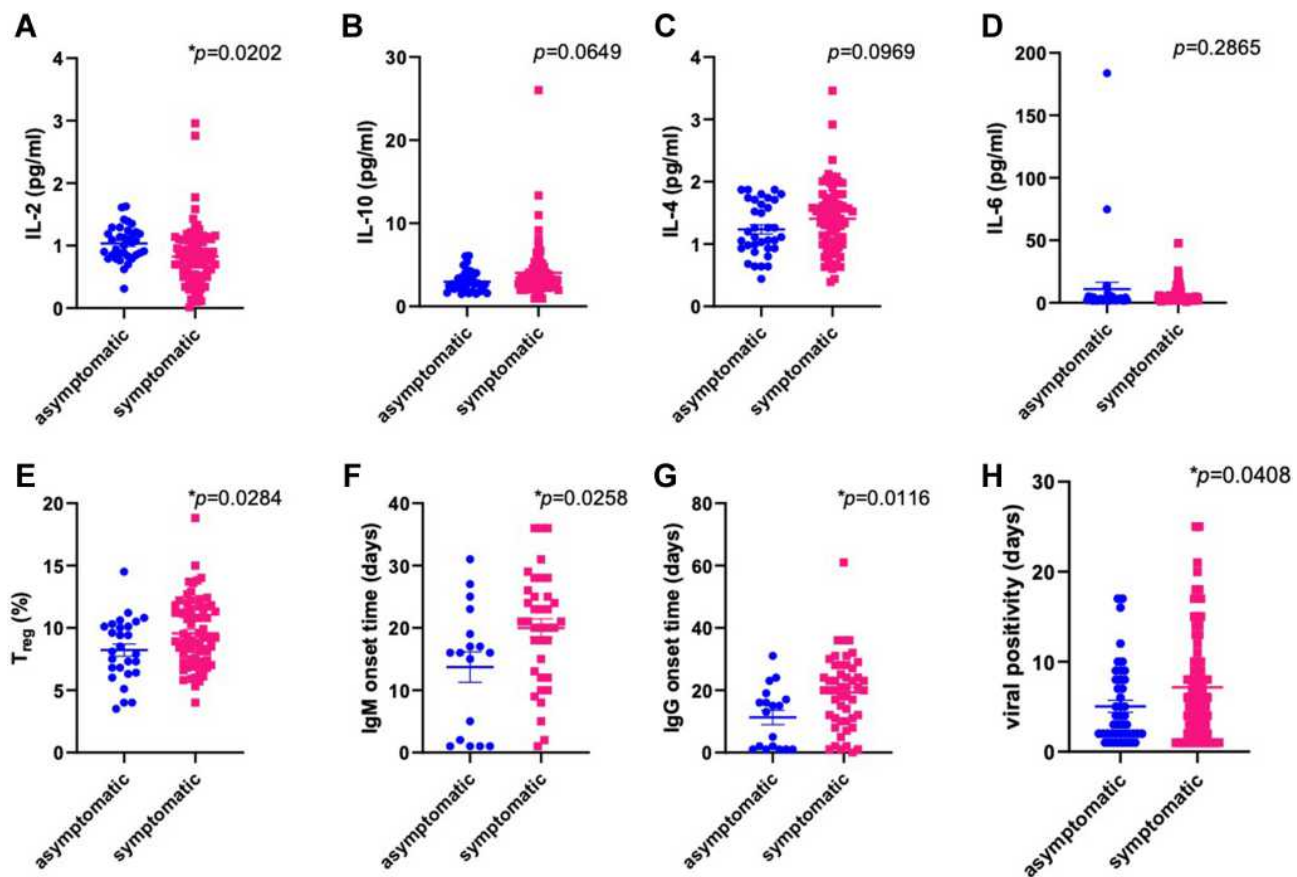 A
*p=0.0202
IL-2 (pg/ml)
4
3
2
1
0
asymptomatic
symptomatic
B
p=0.0649
IL-10 (pg/ml)
30
20
10
0
asymptomatic
symptomatic
C
p=0.0969
IL-4 (pg/ml)
4
3
2
1
0
asymptomatic
symptomatic
D
p=0.2865
IL-6 (pg/ml)
200
150
100
50
0
asymptomatic
symptomatic
E
*p=0.0284
Treg (%)
20
15
10
5
0
asymptomatic
symptomatic
F
*p=0.0258
IgM onset time (days)
40
30
20
10
0
asymptomatic
symptomatic
G
*p=0.0116
IgG onset time (days)
80
60
40
20
0
asymptomatic
symptomatic
H
*p=0.0408
viral positivity (days)
30
20
10
0
asymptomatic
symptomatic